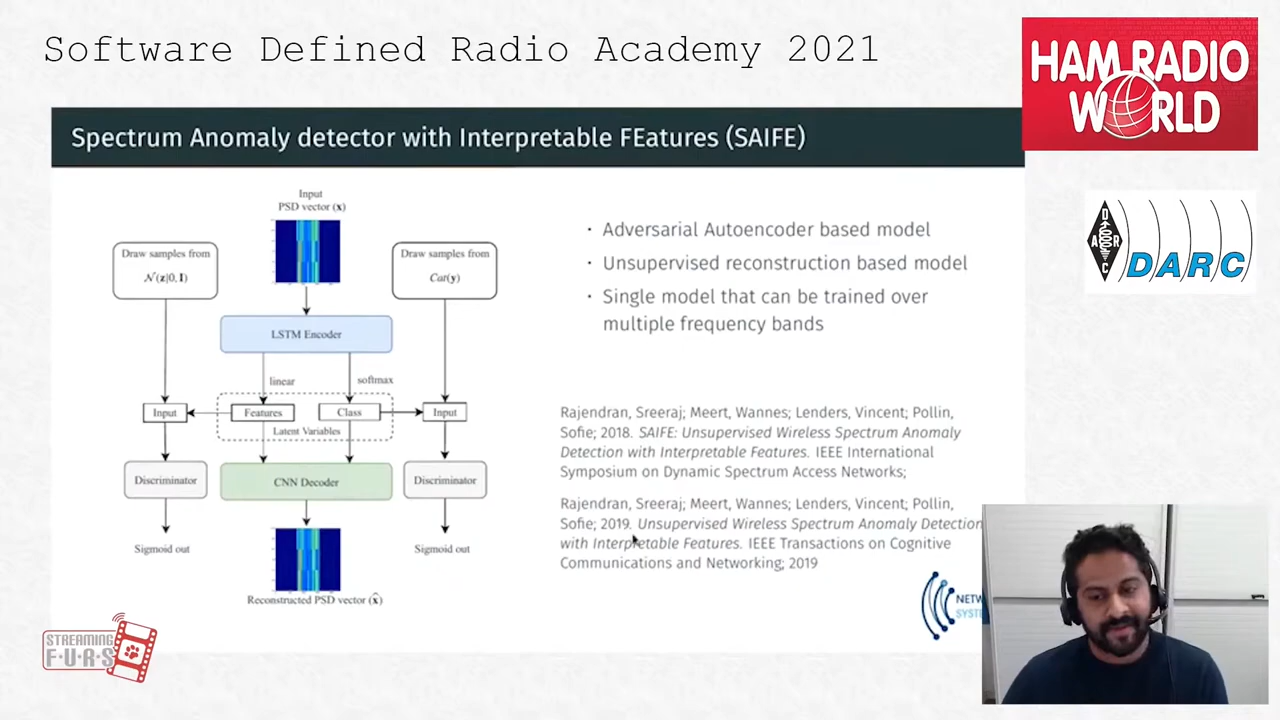 Software Defined Radio Academy 2021
HAM RADIO
WORLD
DARC
DARC
Spectrum Anomaly detector with Interpretable FEatures (SAIFE)
Input
PSD vector (x)
Draw samples from
N(z|0, I)
Draw samples from
Cat(y)
LSTM Encoder
linear
softmax
Input
Features
Class
Input
Latent Variables
Discriminator
CNN Decoder
Discriminator
Sigmoid out
Sigmoid out
Reconstructed PSD vector (x̂)
· Adversarial Autoencoder based model
· Unsupervised reconstruction based model
· Single model that can be trained over
multiple frequency bands
Rajendran, Sreeraj; Meert, Wannes; Lenders, Vincent; Pollin,
Sofie; 2018. SAIFE: Unsupervised Wireless Spectrum Anomaly
Detection with Interpretable Features. IEEE International
Symposium on Dynamic Spectrum Access Networks;
Rajendran, Sreeraj; Meert, Wannes; Lenders, Vincent; Pollin,
Sofie; 2019. Unsupervised Wireless Spectrum Anomaly Detection
with Interpretable Features. IEEE Transactions on Cognitive
Communications and Networking; 2019
STREAMING
F·U·R·S